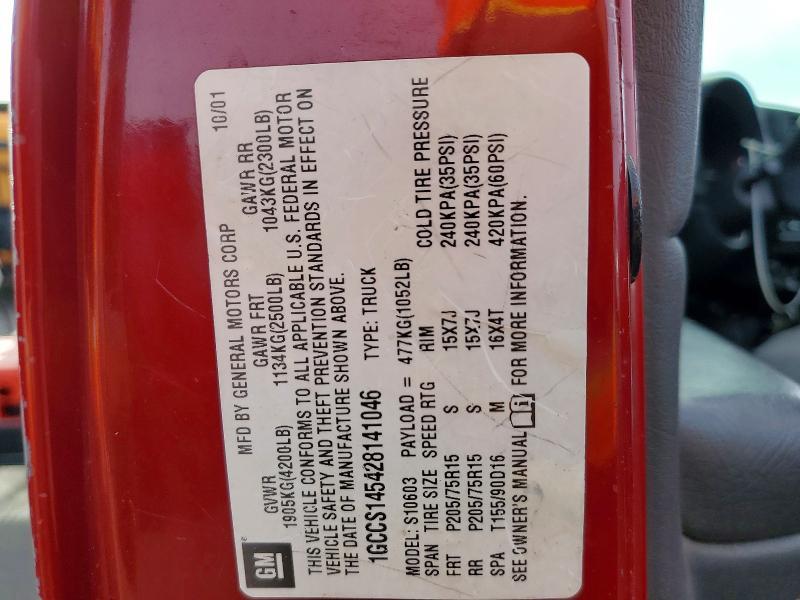 GM
MFD BY GENERAL MOTORS CORP 10/01
GVWR GAWR FRT GAWR RR
1905KG(4200LB) 1134KG(2500LB) 1043KG(2300LB)
THIS VEHICLE CONFORMS TO ALL APPLICABLE U.S. FEDERAL MOTOR
VEHICLE SAFETY AND THEFT PREVENTION STANDARDS IN EFFECT ON
THE DATE OF MANUFACTURE SHOWN ABOVE.
1GCCS145428141046 TYPE: TRUCK
MODEL: S10603 PAYLOAD = 477KG(1052LB)
SPAN TIRE SIZE SPEED RTG RIM COLD TIRE PRESSURE
FRT P205/75R15 S 15X7J 240KPA(35PSI)
RR P205/75R15 S 15X7J 240KPA(35PSI)
SPA T155/90D16 M 16X4T 420KPA(60PSI)
SEE OWNER'S MANUAL FOR MORE INFORMATION.